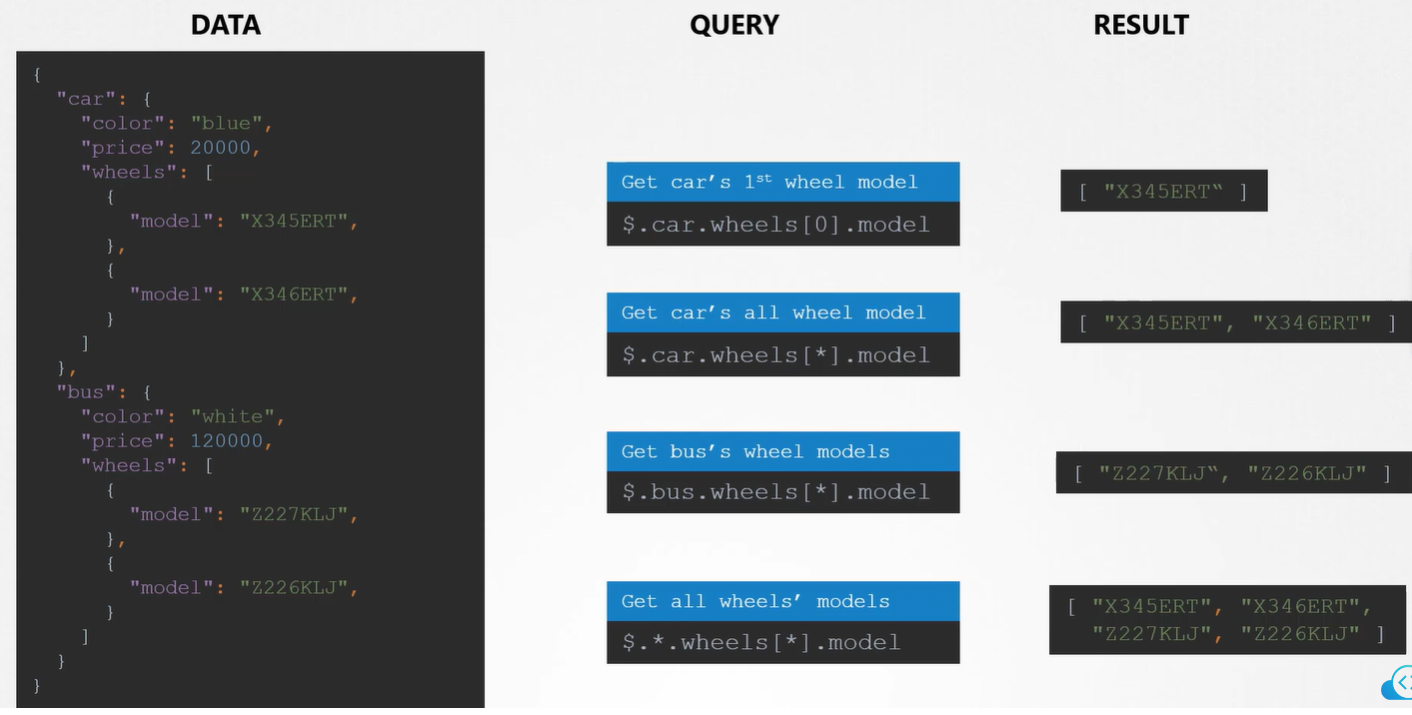 DATA
{
"car": {
"color": "blue",
"price": 20000,
"wheels": [
{
"model": "X345ERT",
},
{
"model": "X346ERT",
}
]
},
"bus": {
"color": "white",
"price": 120000,
"wheels": [
{
"model": "Z227KLJ",
},
{
"model": "Z226KLJ",
}
]
}
}
QUERY
Get car’s 1st wheel model
$.car.wheels[0].model
Get car’s all wheel model
$.car.wheels[*].model
Get bus’s wheel models
$.bus.wheels[*].model
Get all wheels’ models
$.*.wheels[*].model
RESULT
[ "X345ERT‟ ]
[ "X345ERT", "X346ERT" ]
[ "Z227KLJ‟, "Z226KLJ" ]
[ "X345ERT", "X346ERT",
"Z227KLJ", "Z226KLJ" ]